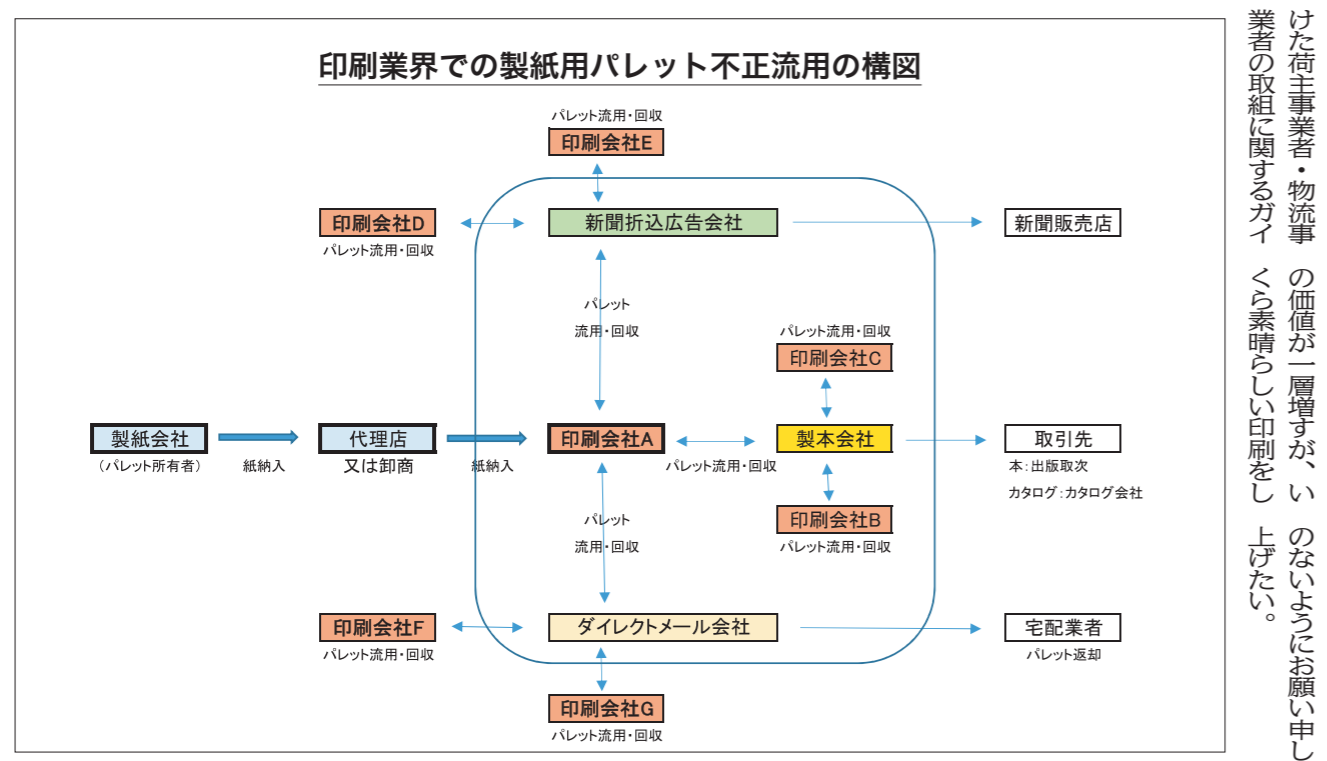 けた荷主事業者・物流事
業者の取組に関するガイ
の価値が一層増すが、い
くら素晴らしい印刷をし
のないようにお願い申し
上げたい。
印刷業界での製紙用パレット不正流用の構図
パレット流用・回収
印刷会社E
印刷会社D
パレット流用・回収
新聞折込広告会社
新聞販売店
パレット
流用・回収
パレット流用・回収
印刷会社C
製紙会社
(パレット所有者)
紙納入
代理店
又は卸商
紙納入
印刷会社A
パレット流用・回収
製本会社
取引先
本:出版取次
カタログ:カタログ会社
印刷会社B
パレット流用・回収
パレット
流用・回収
印刷会社F
パレット流用・回収
ダイレクトメール会社
宅配業者
パレット返却
印刷会社G
パレット流用・回収